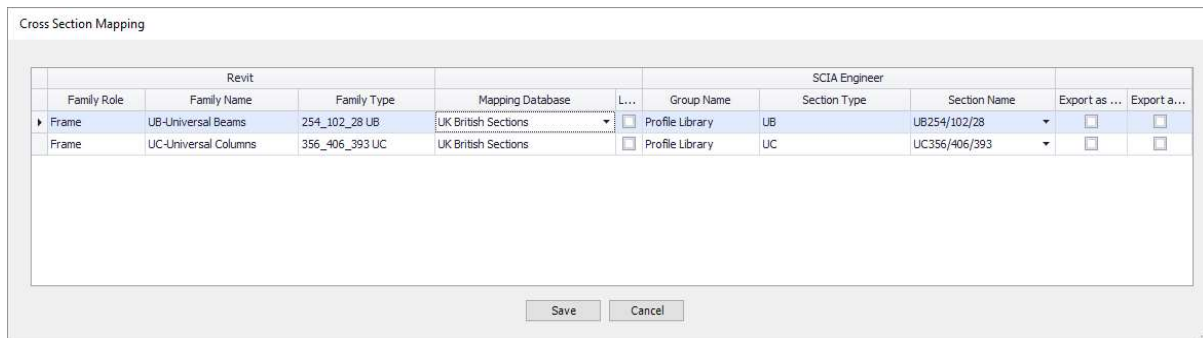 Cross Section Mapping
Revit SCIA Engineer
Family Role Family Name Family Type Mapping Database L... Group Name Section Type Section Name Export as ... Export a...
Frame UB-Universal Beams 254_102_28 UB UK British Sections Profile Library UB UB254/102/28
Frame UC-Universal Columns 356_406_393 UC UK British Sections Profile Library UC UC356/406/393
Save Cancel